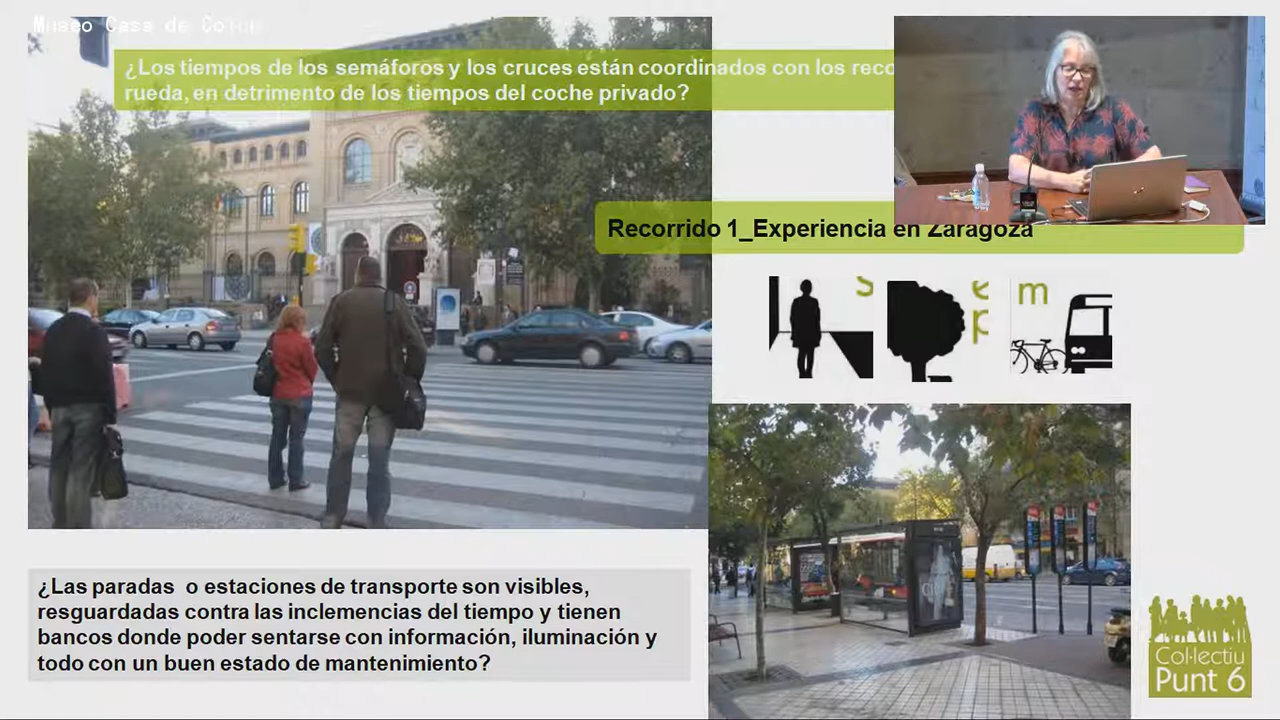 Museo Casa de Colón
¿Los tiempos de los semáforos y los cruces están coordinados con los reco
rueda, en detrimento de los tiempos del coche privado?
Recorrido 1_Experiencia en Zaragoza
s
e
p
m
¿Las paradas o estaciones de transporte son visibles,
resguardadas contra las inclemencias del tiempo y tienen
bancos donde poder sentarse con información, iluminación y
todo con un buen estado de mantenimiento?
Col·lectiu
Punt 6